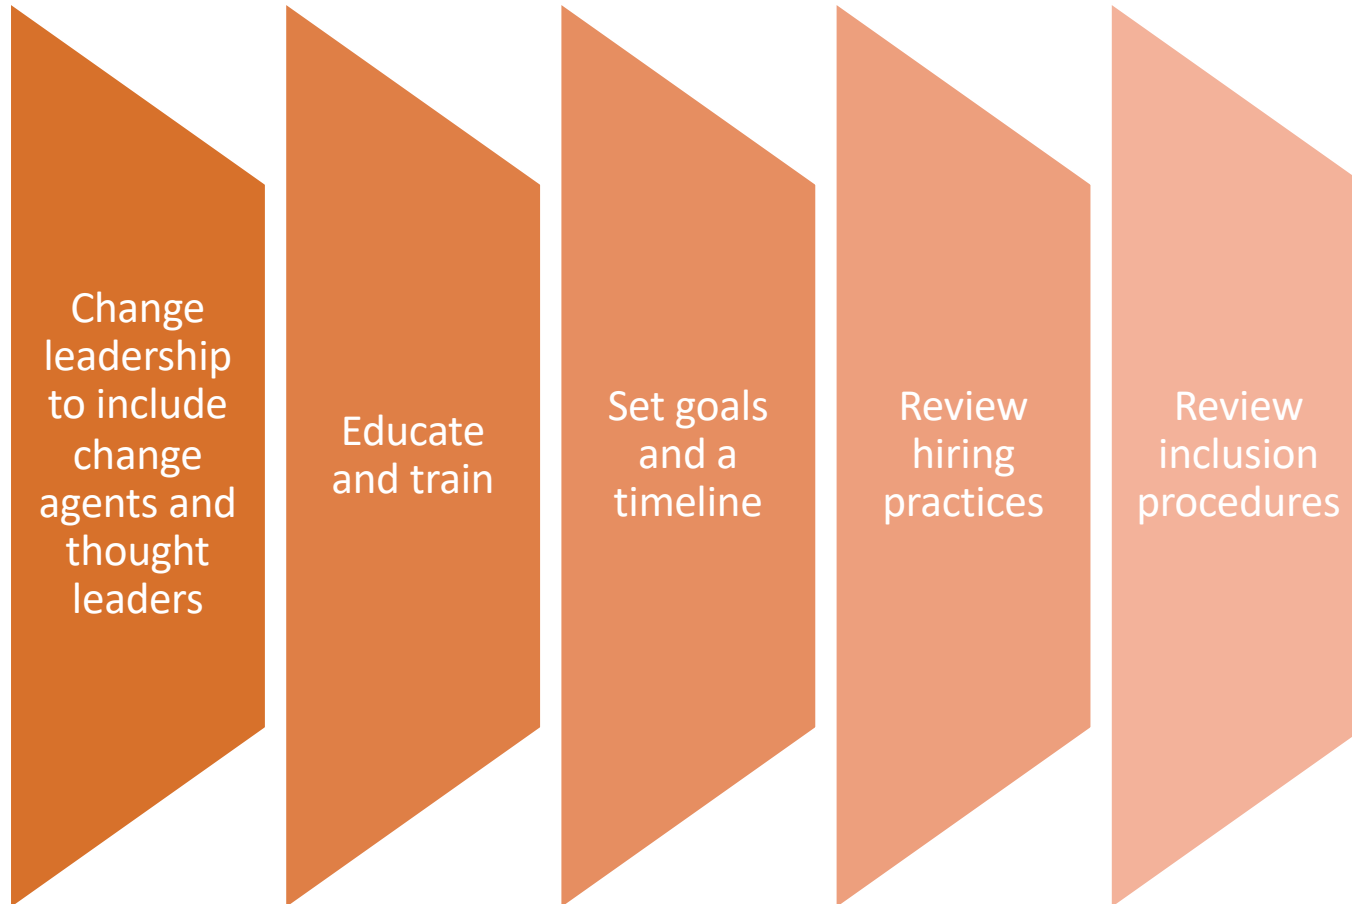 Change
leadership
to include
change
agents and
thought
leaders
Educate
and train
Set goals
and a
timeline
Review
hiring
practices
Review
inclusion
procedures